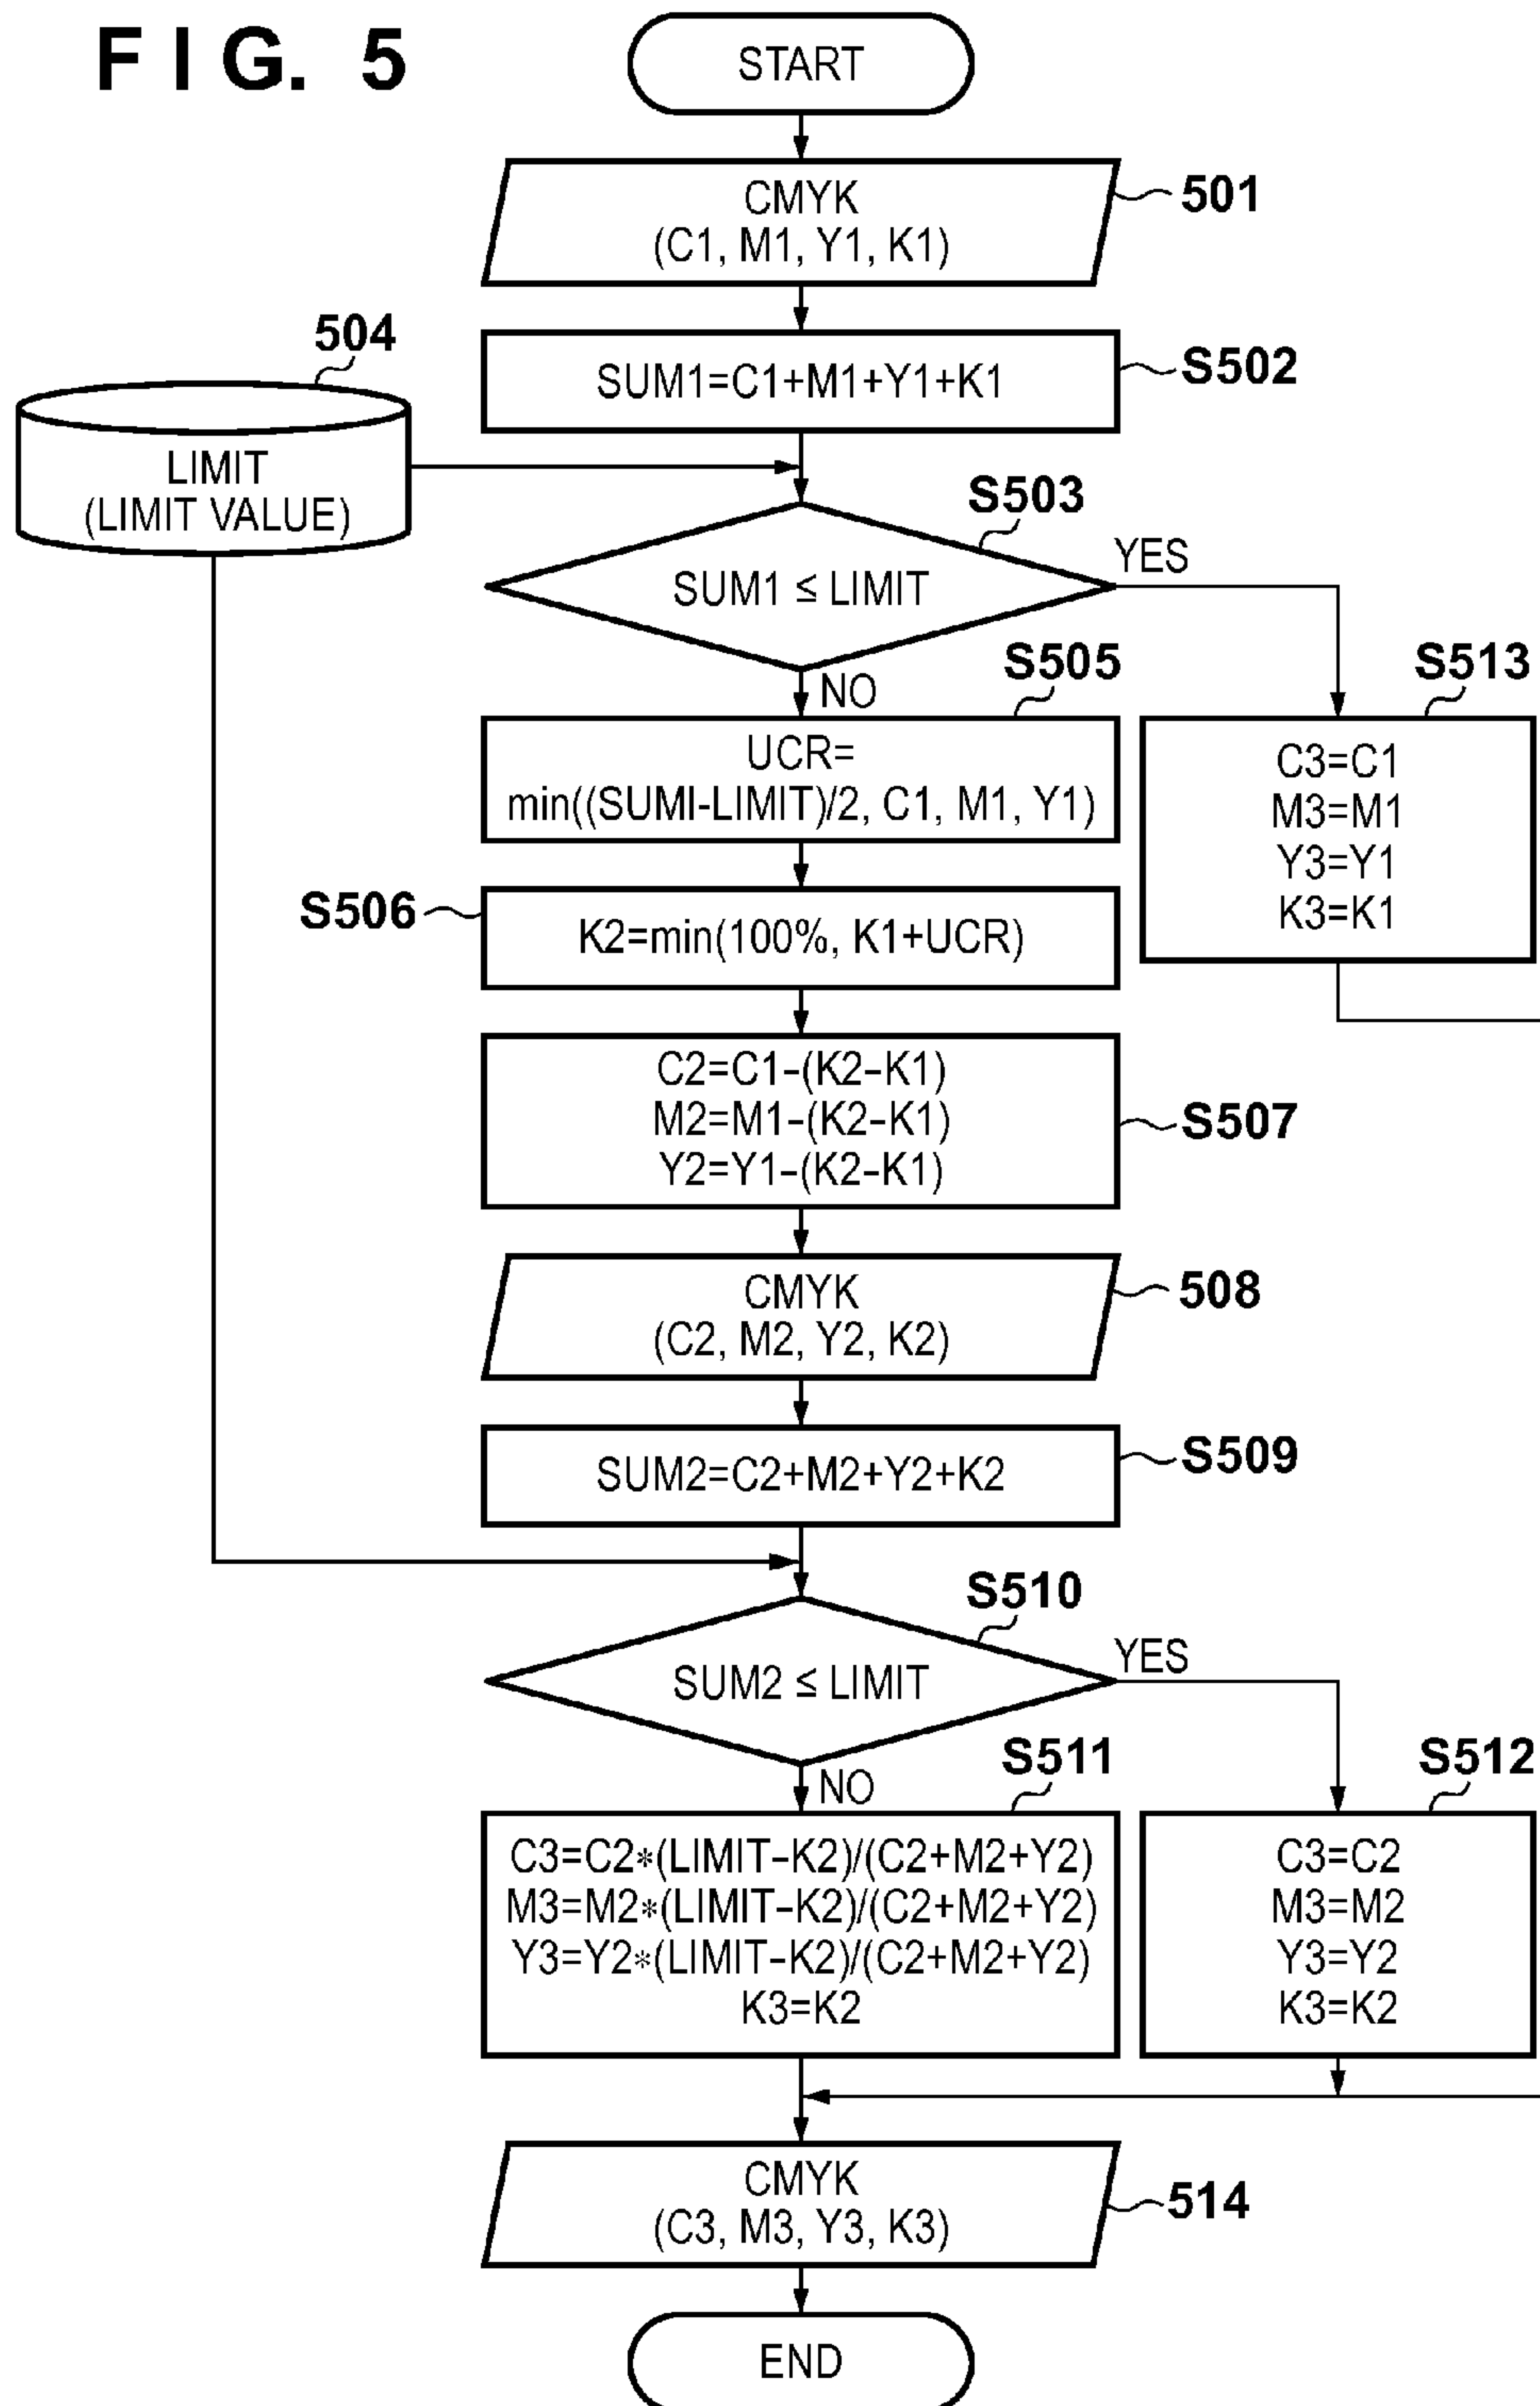 FIG. 5
START
CMYK
(C1, M1, Y1, K1)
501
504
SUM1=C1+M1+Y1+K1
S502
LIMIT
(LIMIT VALUE)
S503
SUM1 ≤ LIMIT
YES
NO
S505
S513
UCR=
min((SUMI-LIMIT)/2, C1, M1, Y1)
C3=C1
M3=M1
Y3=Y1
K3=K1
S506
K2=min(100%, K1+UCR)
C2=C1-(K2-K1)
M2=M1-(K2-K1)
Y2=Y1-(K2-K1)
S507
CMYK
(C2, M2, Y2, K2)
508
SUM2=C2+M2+Y2+K2
S509
S510
SUM2 ≤ LIMIT
YES
NO
S511
S512
C3=C2*(LIMIT-K2)/(C2+M2+Y2)
M3=M2*(LIMIT-K2)/(C2+M2+Y2)
Y3=Y2*(LIMIT-K2)/(C2+M2+Y2)
K3=K2
C3=C2
M3=M2
Y3=Y2
K3=K2
CMYK
(C3, M3, Y3, K3)
514
END